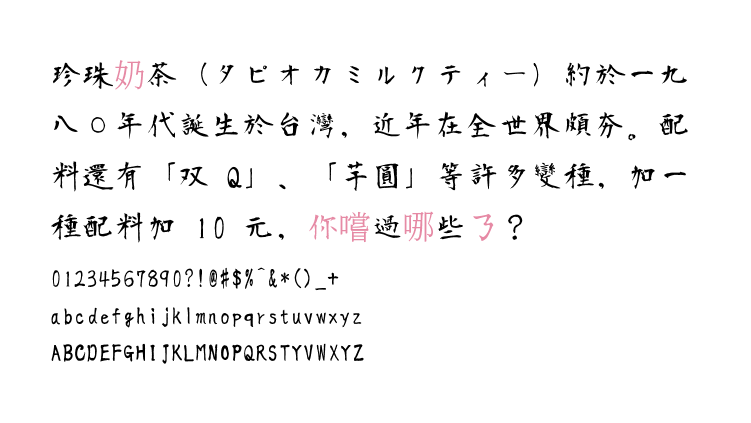 珍珠奶茶（タピオカミルクティー）約於一九
八〇年代誕生於台灣，近年在全世界頗夯。配
料還有「双 Q」、「芋圓」等許多變種，加一
種配料加 10 元，你嚐過哪些了？
01234567890?!@#$%^&*()_+
abcdefghijklmnopqrstuvwxyz
ABCDEFGHIJKLMNOPQRSTYVWXYZ